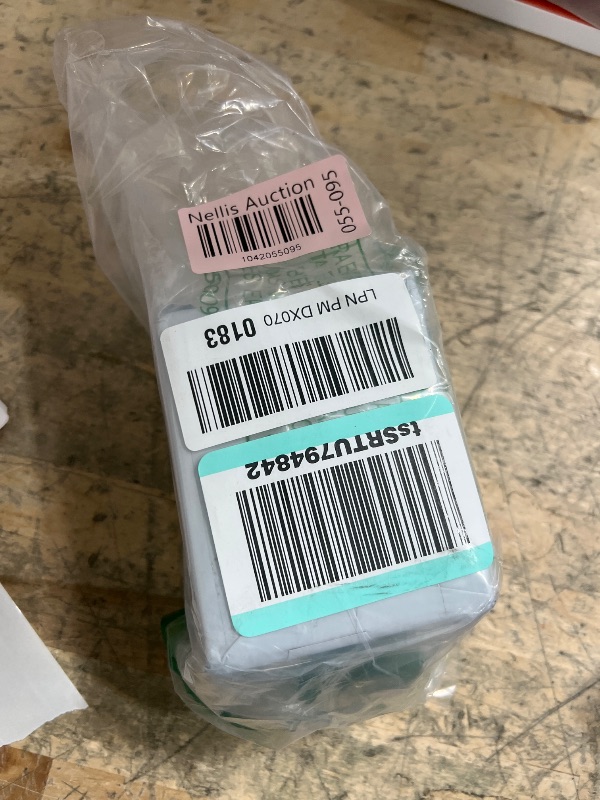 Nellis Auction
055-095
1042055095
LPN PM DX070 0183
tsSRTU794842